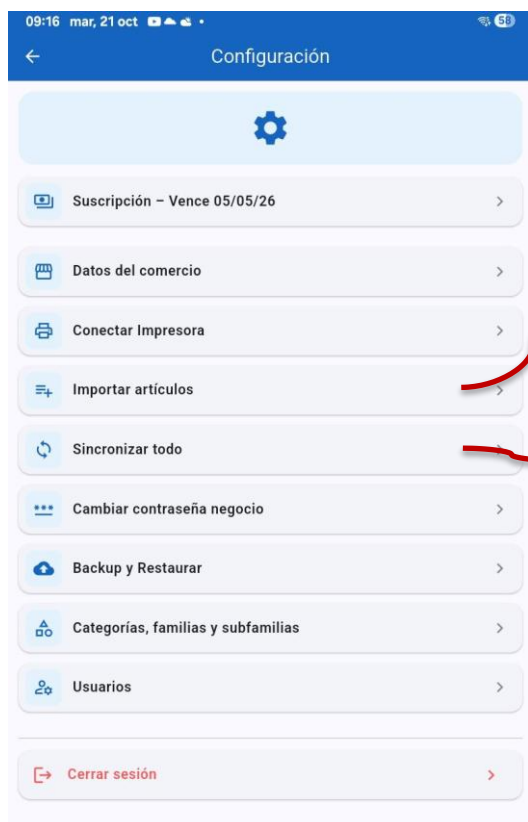 09:16 mar, 21 oct 58
Configuración
Suscripción – Vence 05/05/26
Datos del comercio
Conectar Impresora
Importar artículos
Sincronizar todo
Cambiar contraseña negocio
Backup y Restaurar
Categorías, familias y subfamilias
Usuarios
Cerrar sesión